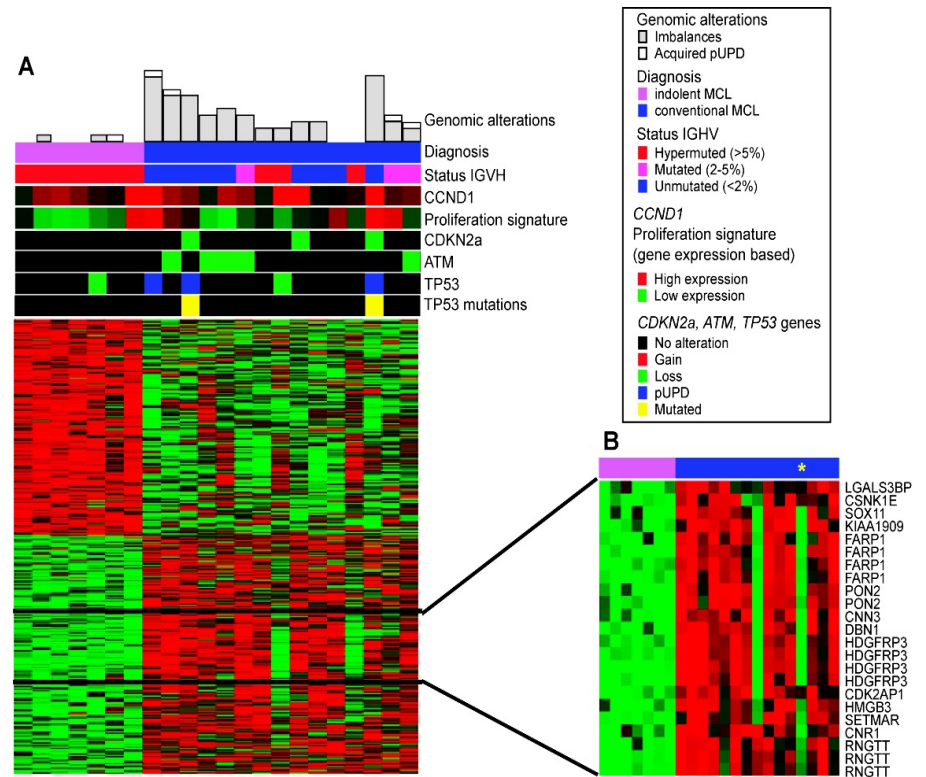 Genomic alterations
Imbalances
Acquired pUPD
Diagnosis
indolent MCL
conventional MCL
Status IGHV
Hypermuted (>5%)
Mutated (2-5%)
Unmutated (<2%)
CCND1
Proliferation signature
(gene expression based)
High expression
Low expression
CDKN2a, ATM, TP53 genes
No alteration
Gain
Loss
pUPD
Mutated
A
Genomic alterations
Diagnosis
Status IGVH
CCND1
Proliferation signature
CDKN2a
ATM
TP53
TP53 mutations
B
*
LGALS3BP
CSNK1E
SOX11
KIAA1909
FARP1
FARP1
FARP1
FARP1
PON2
PON2
CNN3
DBN1
HDGFRP3
HDGFRP3
HDGFRP3
HDGFRP3
CDK2AP1
HMGB3
SETMAR
CNR1
RNGTT
RNGTT
RNGTT